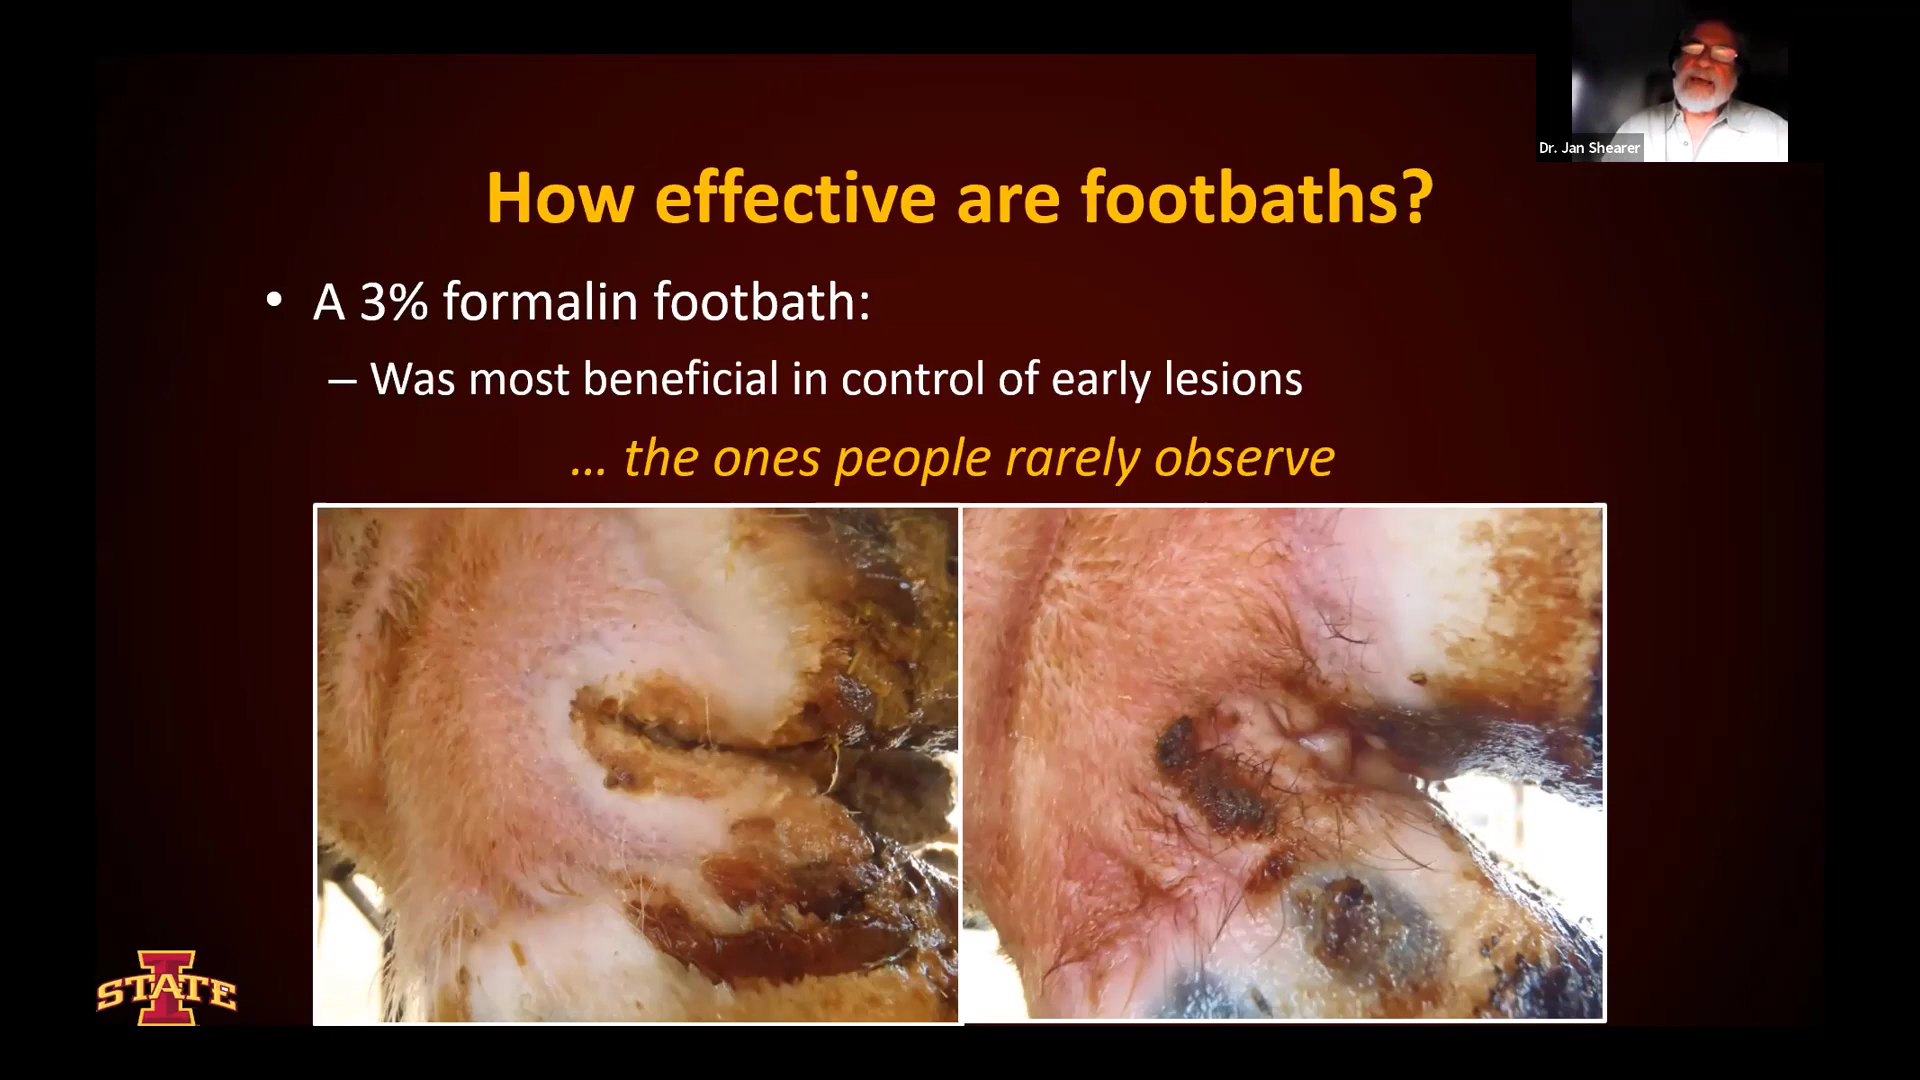 Dr. Jan Shearer
How effective are footbaths?
• A 3% formalin footbath:
– Was most beneficial in control of early lesions
... the ones people rarely observe
STATE